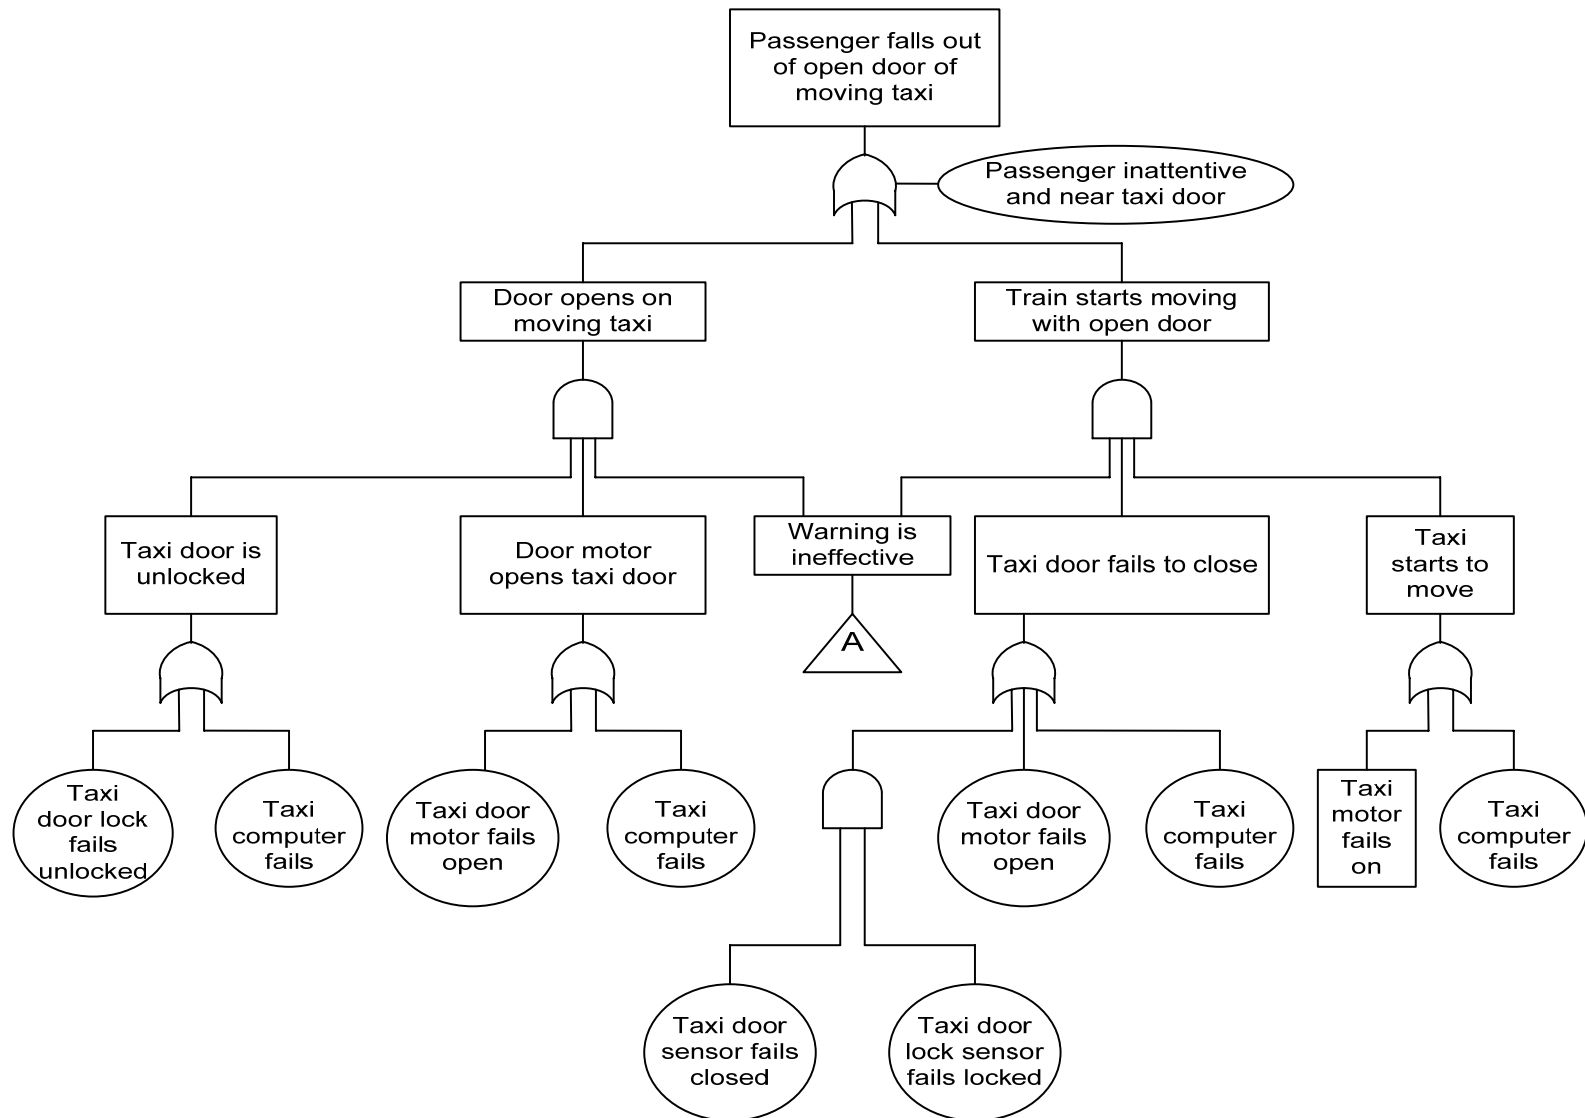 Passenger falls out
of open door of
moving taxi
Passenger inattentive
and near taxi door
Door opens on
moving taxi
Train starts moving
with open door
Taxi door is
unlocked
Door motor
opens taxi door
Warning is
ineffective
A
Taxi door fails to close
Taxi
starts to
move
Taxi
door lock
fails
unlocked
Taxi
computer
fails
Taxi door
motor fails
open
Taxi
computer
fails
Taxi door
motor fails
open
Taxi
computer
fails
Taxi
motor
fails
on
Taxi
computer
fails
Taxi door
sensor fails
closed
Taxi door
lock sensor
fails locked